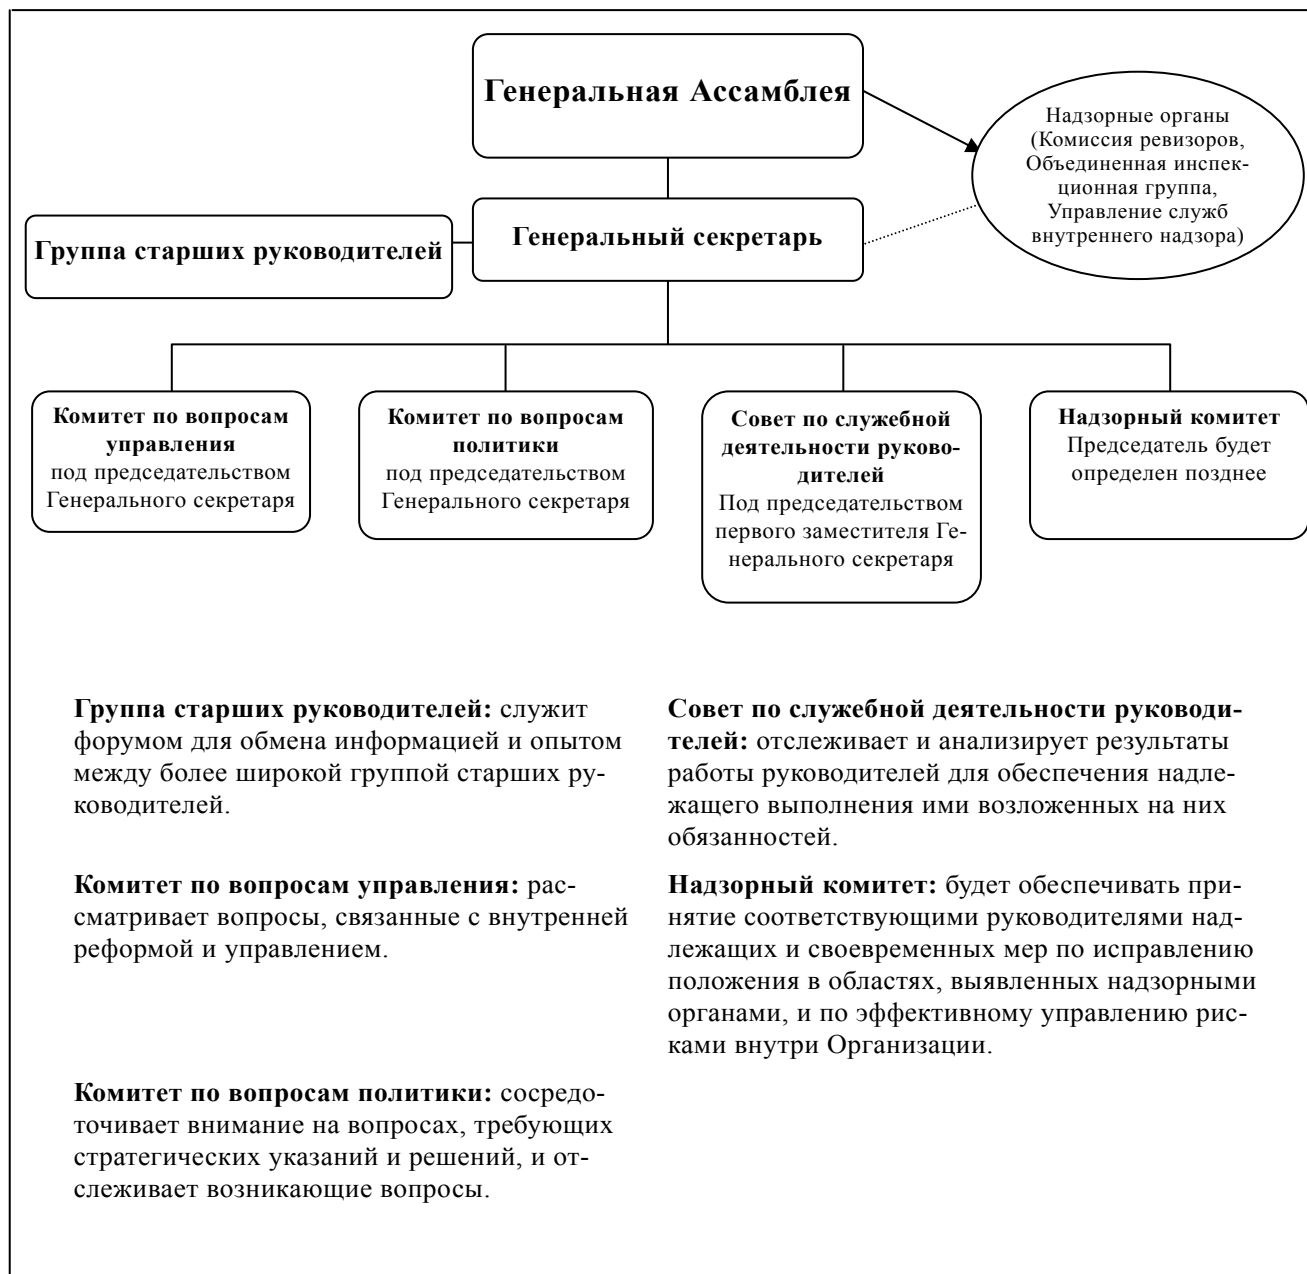 Генеральная Ассамблея
Надзорные органы
(Комиссия ревизоров,
Объединенная инспек-
ционная группа,
Управление служб
внутреннего надзора)
Группа старших руководителей
Генеральный секретарь
Комитет по вопросам
управления
под председательством
Генерального секретаря
Комитет по вопросам
политики
под председательством
Генерального секретаря
Совет по служебной
деятельности руково-
дителей
Под председательством
первого заместителя Ге-
нерального секретаря
Надзорный комитет
Председатель будет
определен позднее
Группа старших руководителей: служит
форумом для обмена информацией и опытом
между более широкой группой старших ру-
ководителей.
Совет по служебной деятельности руководи-
телей: отслеживает и анализирует результаты
работы руководителей для обеспечения надле-
жащего выполнения ими возложенных на них
обязанностей.
Комитет по вопросам управления: рас-
сматривает вопросы, связанные с внутренней
реформой и управлением.
Надзорный комитет: будет обеспечивать при-
нятие соответствующими руководителями над-
лежащих и своевременных мер по исправлению
положения в областях, выявленных надзорными
органами, и по эффективному управлению рис-
ками внутри Организации.
Комитет по вопросам политики: сосредо-
точивает внимание на вопросах, требующих
стратегических указаний и решений, и от-
слеживает возникающие вопросы.